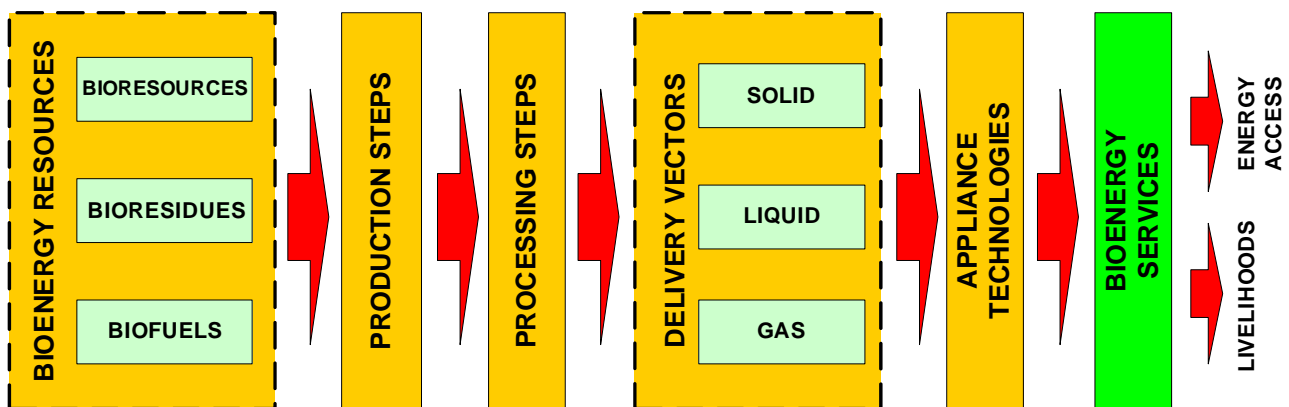 BIOENERGY RESOURCES
BIORESOURCES
BIORESIDUES
BIOFUELS
PRODUCTION STEPS
PROCESSING STEPS
DELIVERY VECTORS
SOLID
LIQUID
GAS
APPLIANCE
TECHNOLOGIES
BIOENERGY
SERVICES
ENERGY
ACCESS
LIVELIHOODS